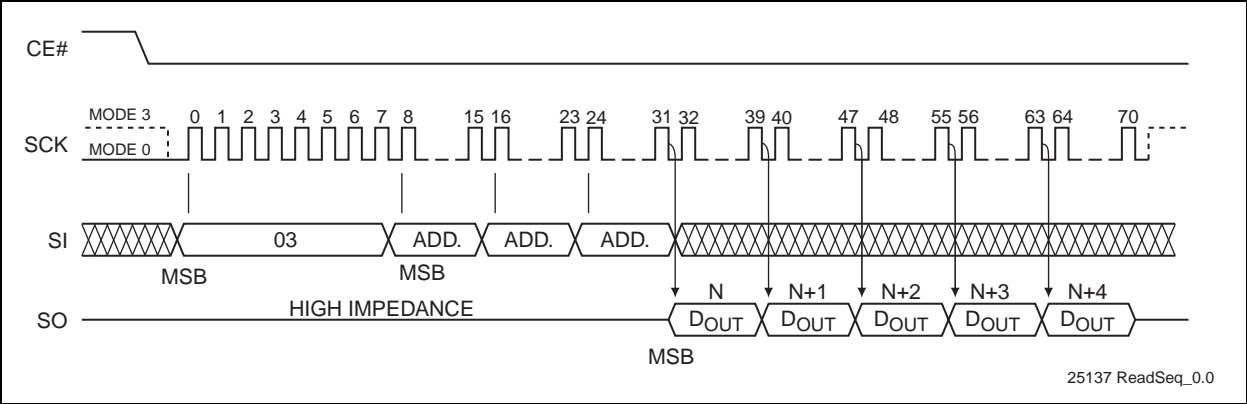 CE#
MODE 3
0 1 2 3 4 5 6 7 8 15 16 23 24 31 32 39 40 47 48 55 56 63 64 70
SCK
MODE 0
SI
03 ADD. ADD. ADD.
MSB MSB
HIGH IMPEDANCE
N N+1 N+2 N+3 N+4
SO
DOUT DOUT DOUT DOUT DOUT
MSB
25137 ReadSeq_0.0